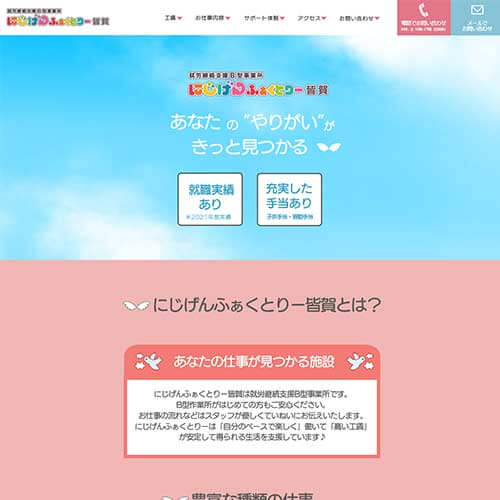 就労継続支援B型事業所
にじげんふぁくとりー皆賀
工賃
お仕事内容
サポート体制
アクセス
お問い合わせ
電話でお問い合わせ
メールで
お問い合わせ
就労継続支援B型事業所
にじげんふぁくとりー皆賀
あなたの"やりがい"が
きっと見つかる
就職実績
あり
※2021年度実績
充実した
手当あり
子供手当・皆勤手当
にじげんふぁくとりー皆賀とは?
あなたの仕事が見つかる施設
にじげんふぁくとりー皆賀は就労継続支援B型事業所です。
B型作業所がはじめての方もご安心ください。
お仕事の流れなどはスタッフが優しくていねいにお伝えいたします。
にじげんふぁくとりーは「自分のペースで楽しく」働いて「高い工賃」
が安定して得られる生活を支援しています♪
豊富な種類の仕事